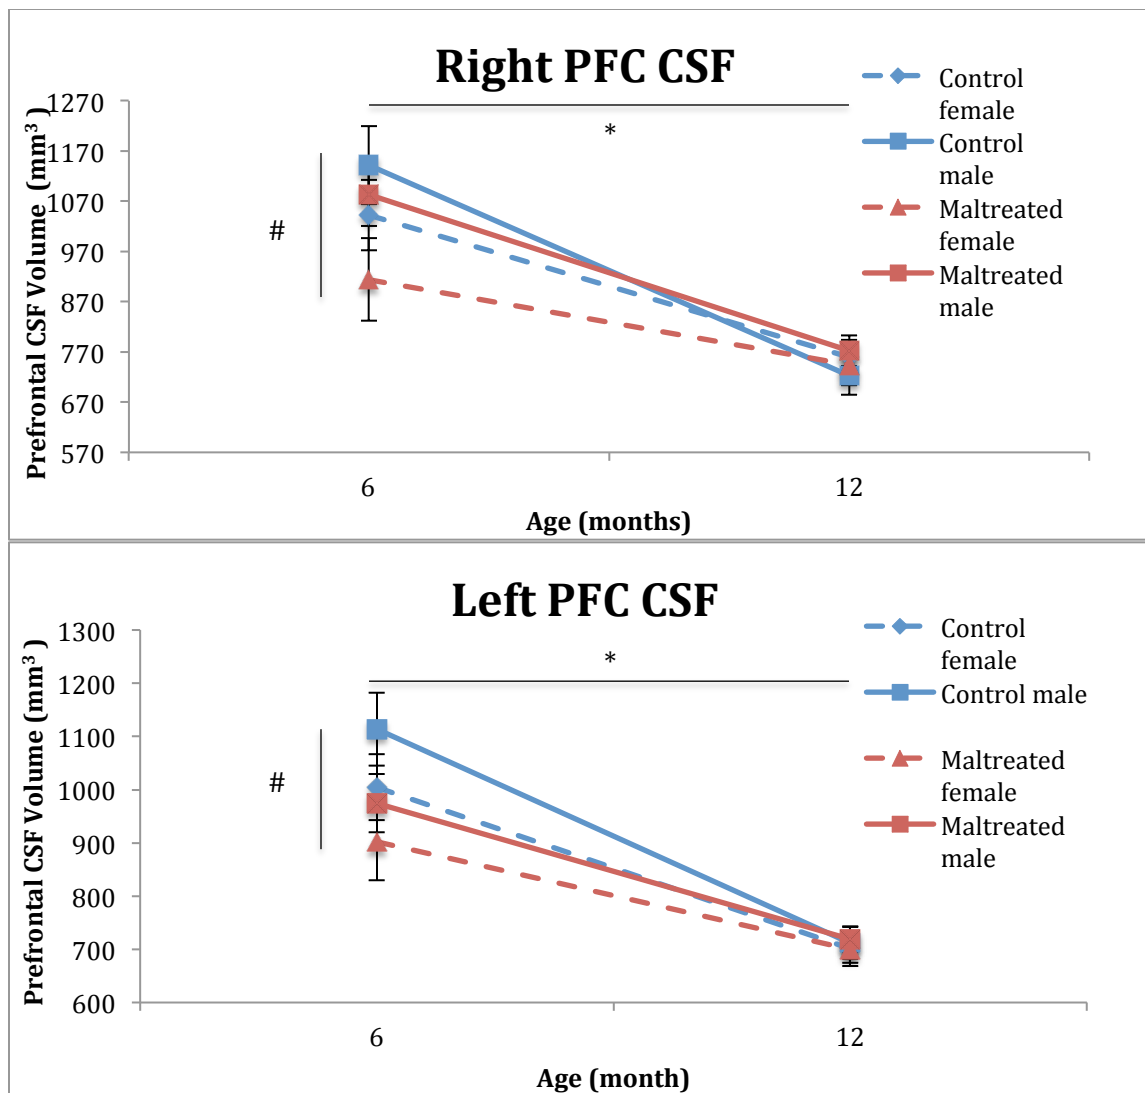 Right PFC CSF
Prefrontal CSF Volume (mm³ )
1270
1170
1070
970
870
770
670
570
*
#
6
12
Age (months)
Control
female
Control
male
Maltreated
female
Maltreated
male
Left PFC CSF
Prefrontal CSF Volume (mm³ )
1300
1200
1100
1000
900
800
700
600
*
#
6
12
Age (month)
Control
female
Control male
Maltreated
female
Maltreated
male